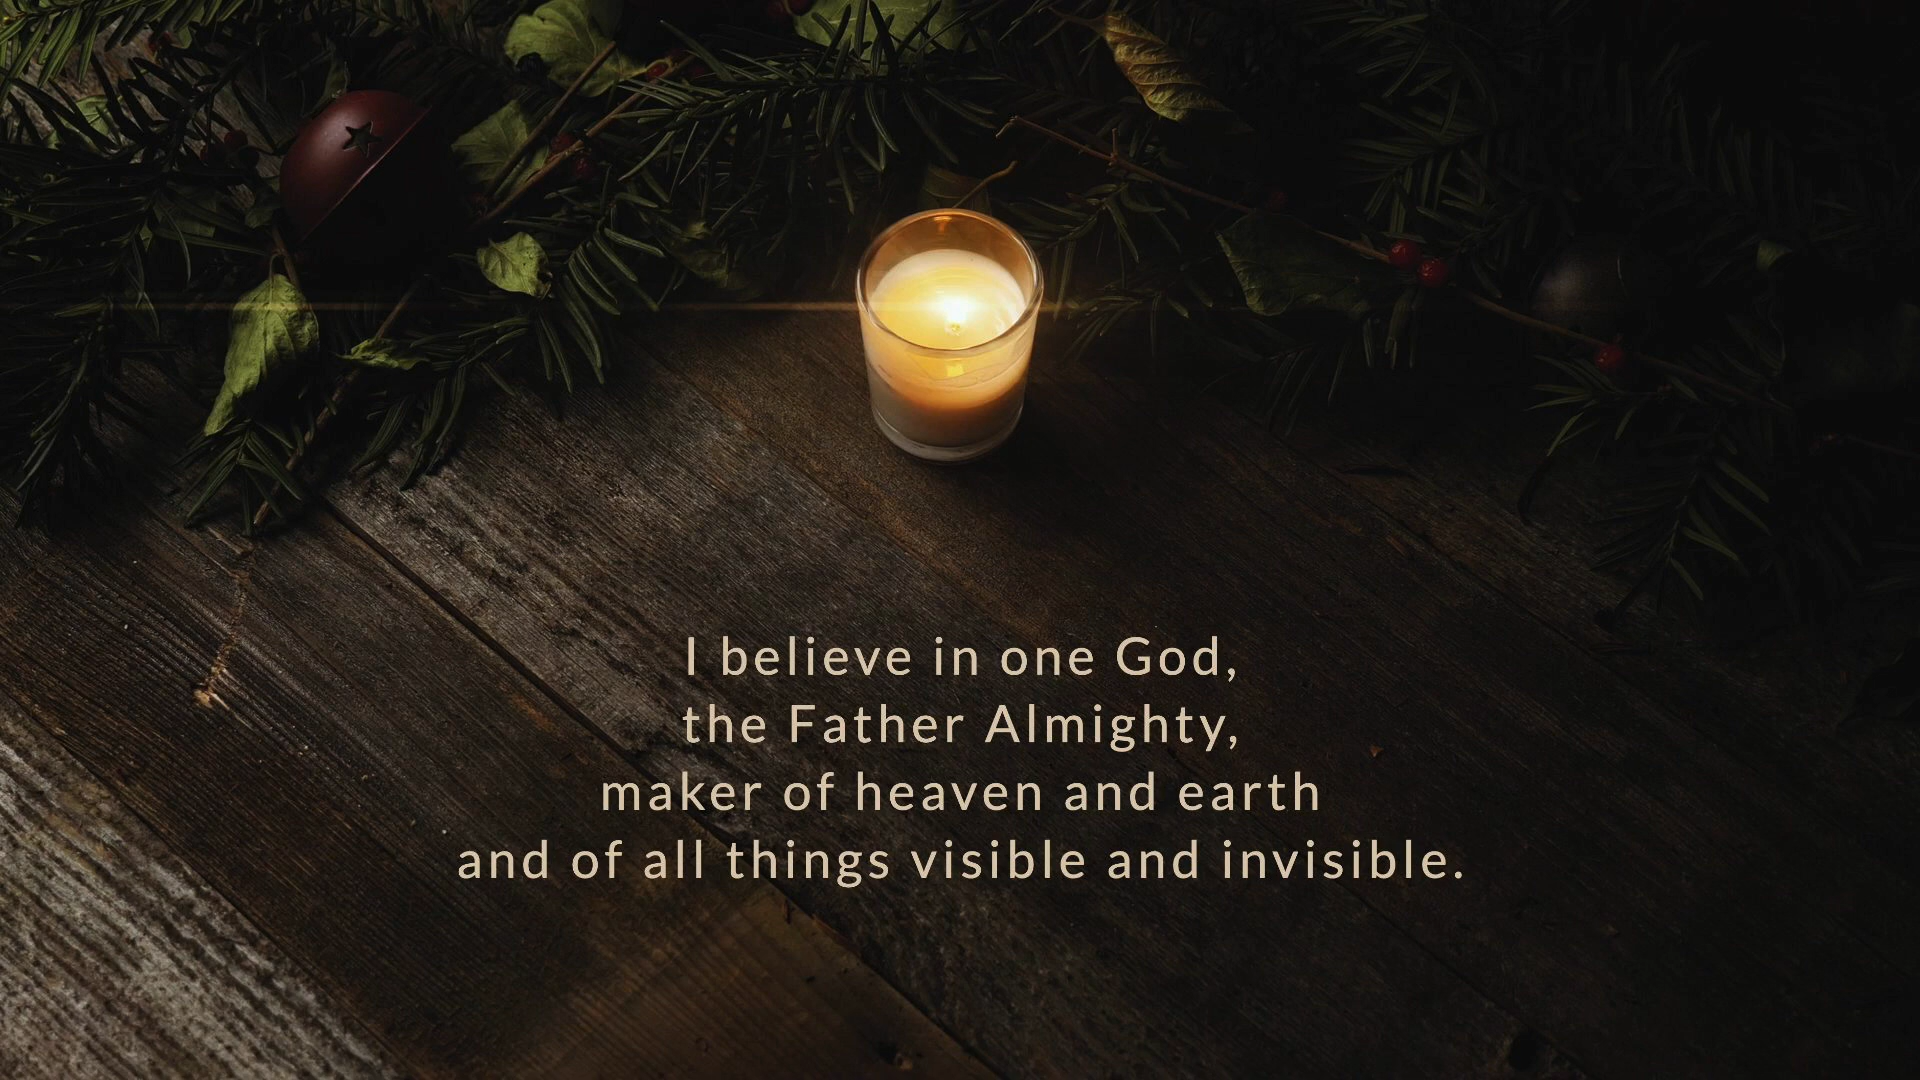 I believe in one God,
the Father Almighty,
maker of heaven and earth
and of all things visible and invisible.